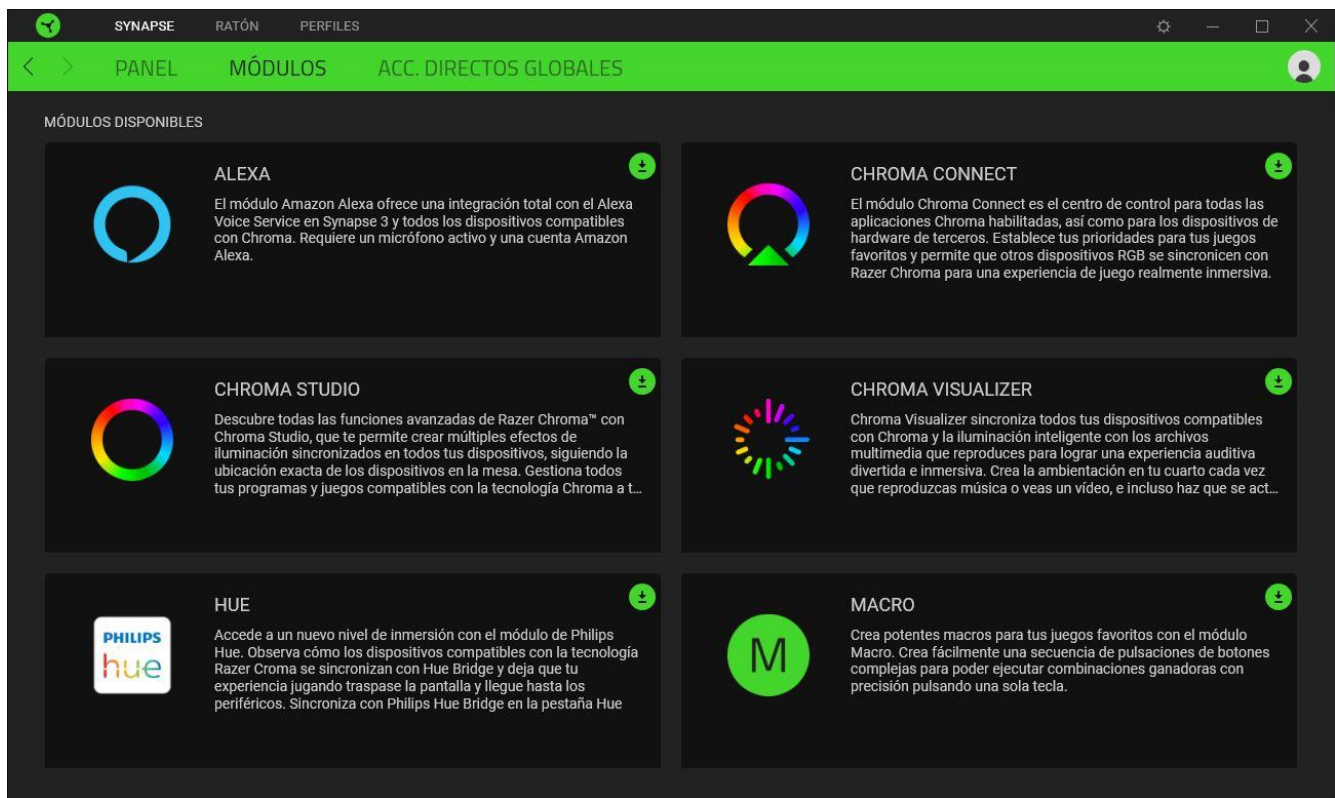 SYNAPSE RATÓN PERFILES
PANEL MÓDULOS ACC. DIRECTOS GLOBALES
MÓDULOS DISPONIBLES
ALEXA
El módulo Amazon Alexa ofrece una integración total con el Alexa
Voice Service en Synapse 3 y todos los dispositivos compatibles
con Chroma. Requiere un micrófono activo y una cuenta Amazon
Alexa.
CHROMA CONNECT
El módulo Chroma Connect es el centro de control para todas las
aplicaciones Chroma habilitadas, así como para los dispositivos de
hardware de terceros. Establece tus prioridades para tus juegos
favoritos y permite que otros dispositivos RGB se sincronicen con
Razer Chroma para una experiencia de juego realmente inmersiva.
CHROMA STUDIO
Descubre todas las funciones avanzadas de Razer Chroma™ con
Chroma Studio, que te permite crear múltiples efectos de
iluminación sincronizados en todos tus dispositivos, siguiendo la
ubicación exacta de los dispositivos en la mesa. Gestiona todos
tus programas y juegos compatibles con la tecnología Chroma a t...
CHROMA VISUALIZER
Chroma Visualizer sincroniza todos tus dispositivos compatibles
con Chroma y la iluminación inteligente con los archivos
multimedia que reproduces para lograr una experiencia auditiva
divertida e inmersiva. Crea la ambientación en tu cuarto cada vez
que reproduzcas música o veas un vídeo, e incluso haz que se act...
PHILIPS
hue
HUE
Accede a un nuevo nivel de inmersión con el módulo de Philips
Hue. Observa cómo los dispositivos compatibles con la tecnología
Razer Croma se sincronizan con Hue Bridge y deja que tu
experiencia jugando traspase la pantalla y llegue hasta los
periféricos. Sincroniza con Philips Hue Bridge en la pestaña Hue
M
MACRO
Crea potentes macros para tus juegos favoritos con el módulo
Macro. Crea fácilmente una secuencia de pulsaciones de botones
complejas para poder ejecutar combinaciones ganadoras con
precisión pulsando una sola tecla.